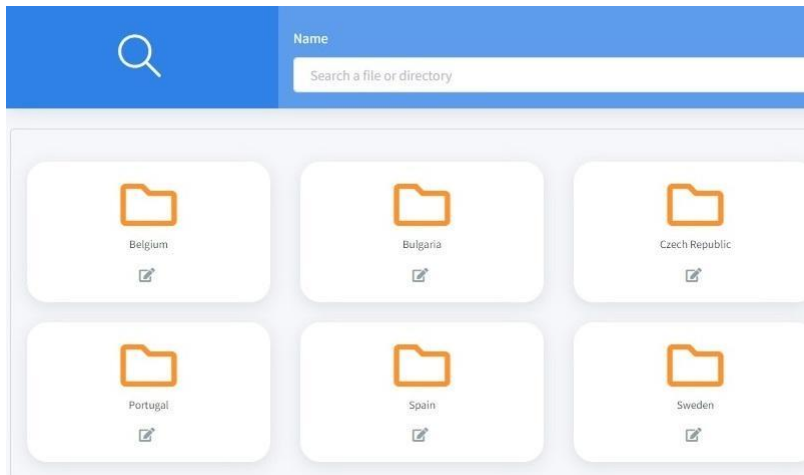 Name
Search a file or directory
Belgium
Bulgaria
Czech Republic
Portugal
Spain
Sweden